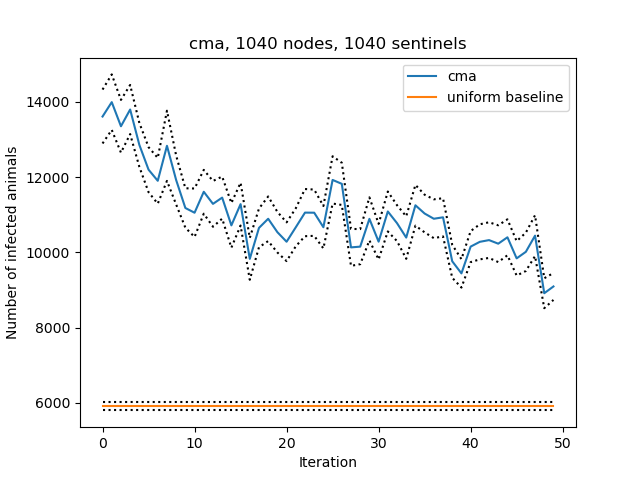 cma, 1040 nodes, 1040 sentinels
cma
uniform baseline
Number of infected animals
14000
12000
10000
8000
6000
0 10 20 30 40 50
Iteration